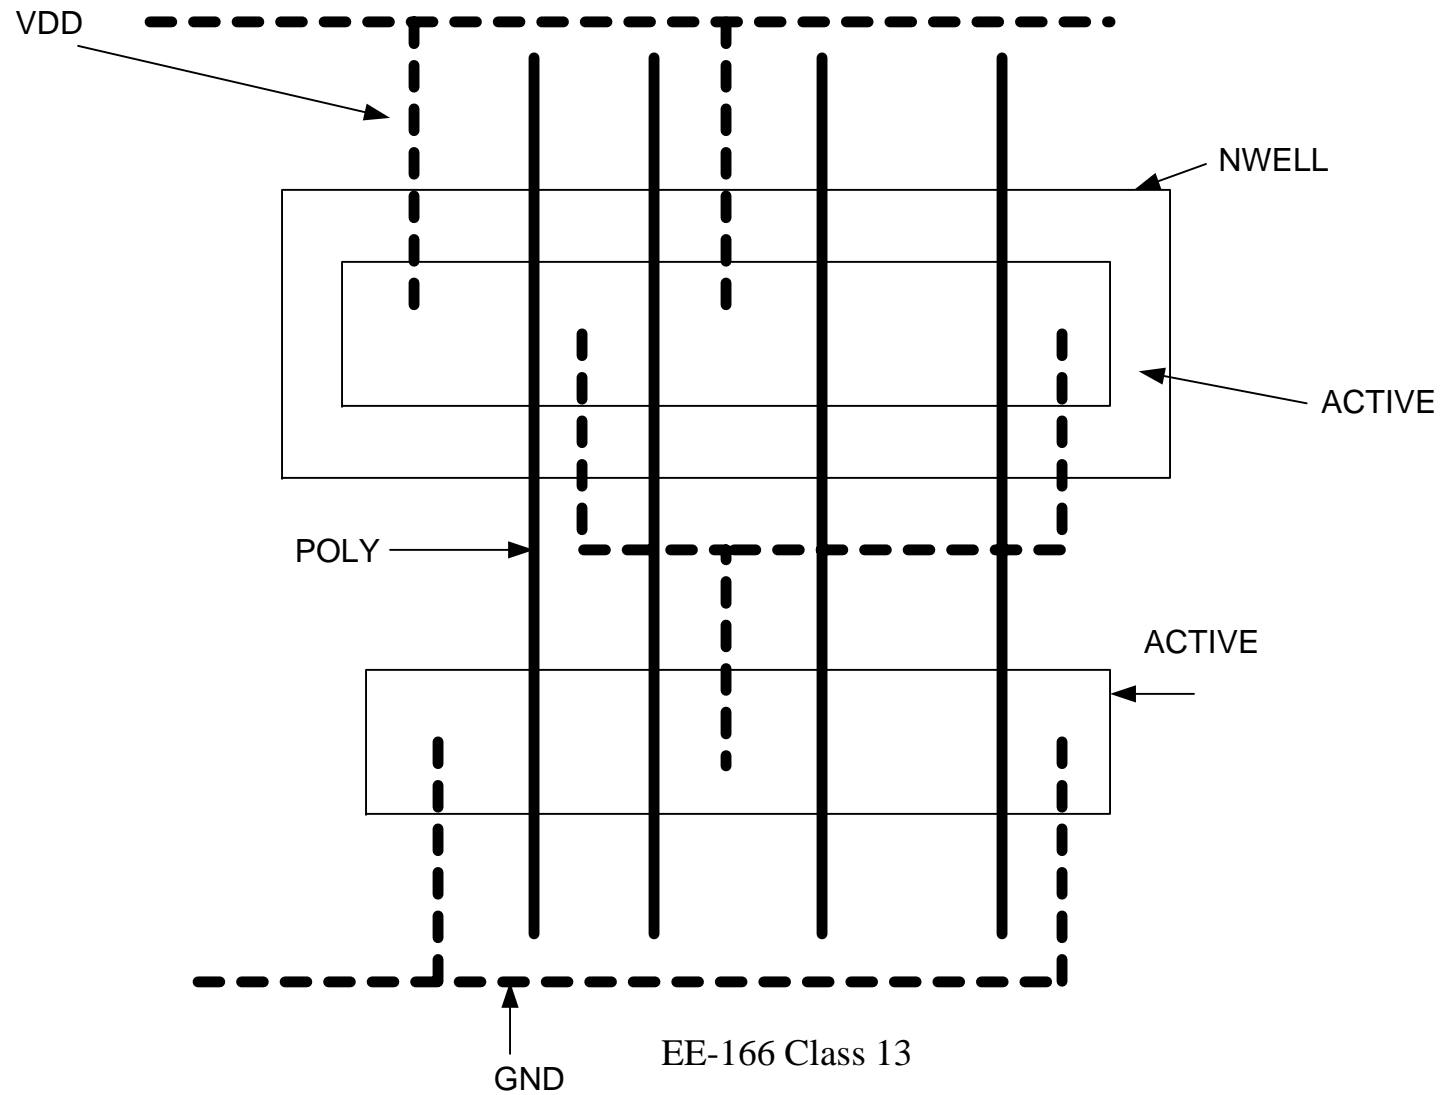 VDD
NWELL
ACTIVE
POLY
ACTIVE
EE-166 Class 13
GND